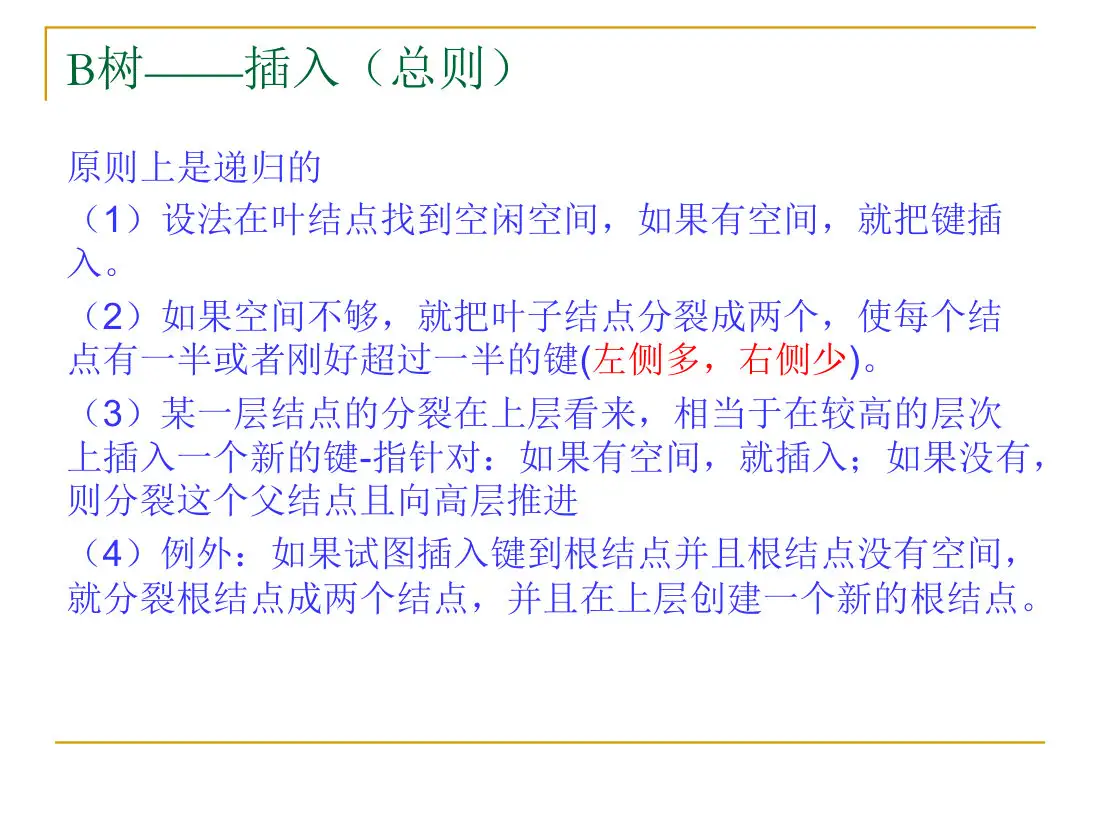 B树——插入（总则）
原则上是递归的
（1）设法在叶结点找到空闲空间，如果有空间，就把键插
入。
（2）如果空间不够，就把叶子结点分裂成两个，使每个结
点有一半或者刚好超过一半的键(左侧多，右侧少)。
（3）某一层结点的分裂在上层看来，相当于在较高的层次
上插入一个新的键-指针对：如果有空间，就插入；如果没有，
则分裂这个父结点且向高层推进
（4）例外：如果试图插入键到根结点并且根结点没有空间，
就分裂根结点成两个结点，并且在上层创建一个新的根结点。